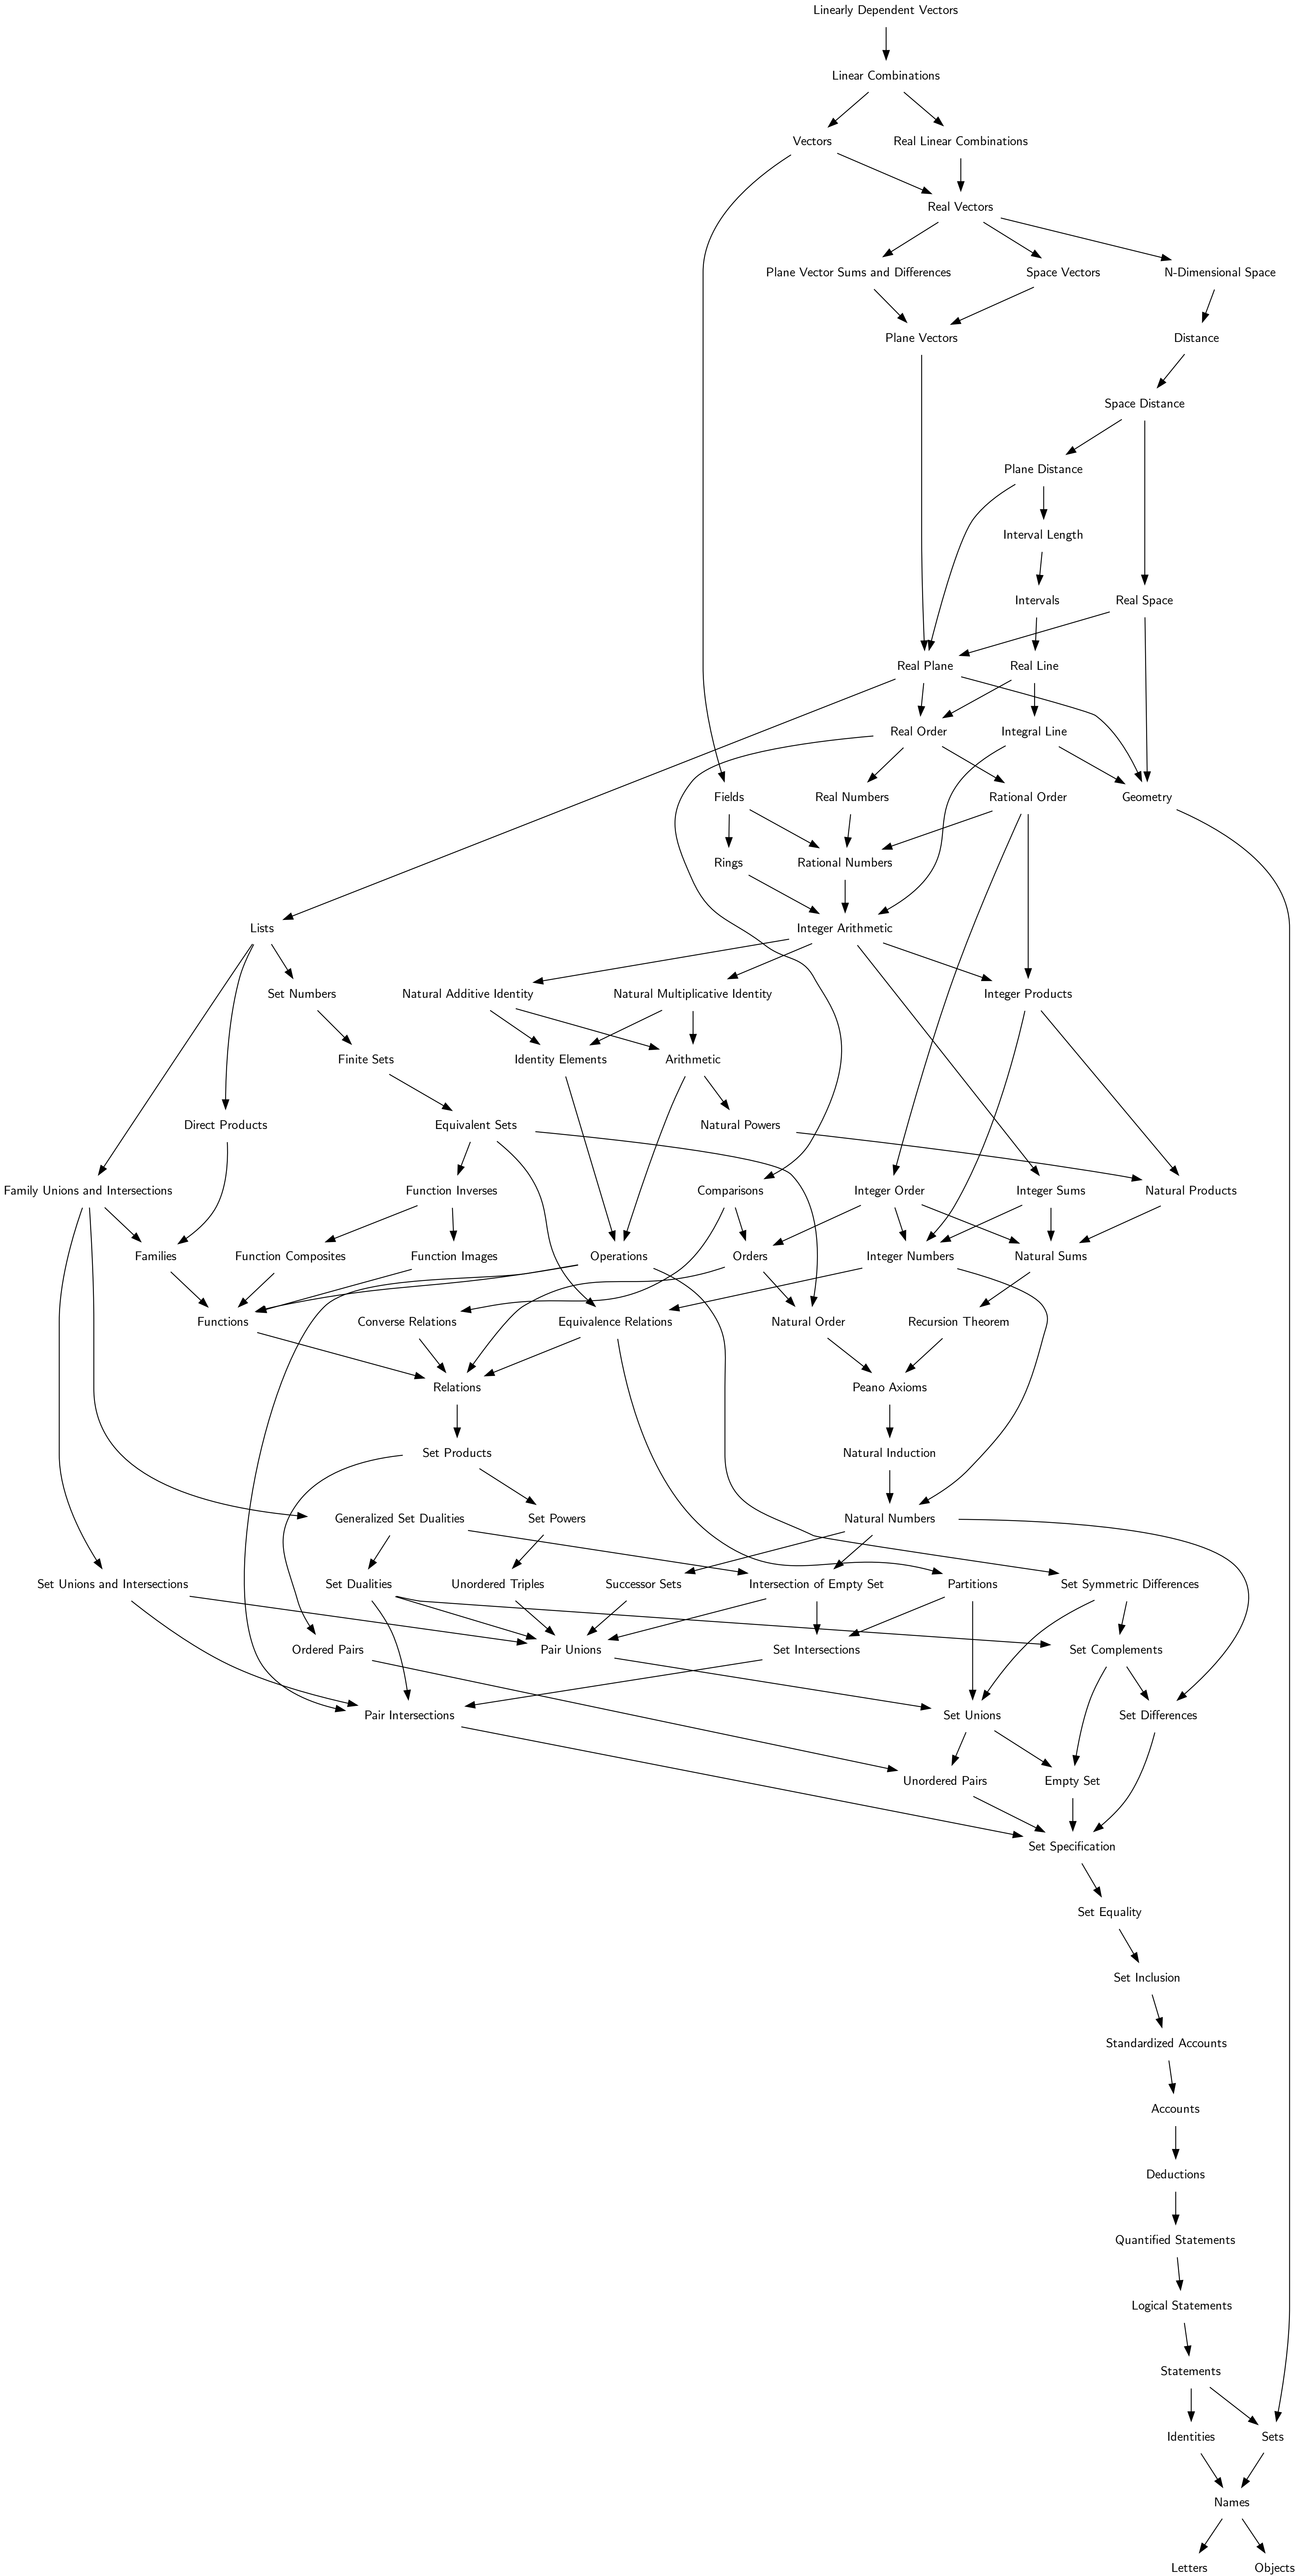 Linearly Dependent Vectors
Linear Combinations
Vectors
Real Linear Combinations
Real Vectors
Plane Vector Sums and Differences
Space Vectors
N-Dimensional Space
Plane Vectors
Distance
Space Distance
Plane Distance
Interval Length
Intervals
Real Space
Real Plane
Real Line
Real Order
Integral Line
Fields
Real Numbers
Rational Order
Geometry
Rings
Rational Numbers
Lists
Integer Arithmetic
Set Numbers
Natural Additive Identity
Natural Multiplicative Identity
Integer Products
Finite Sets
Identity Elements
Arithmetic
Direct Products
Equivalent Sets
Natural Powers
Family Unions and Intersections
Function Inverses
Comparisons
Integer Order
Integer Sums
Natural Products
Families
Function Composites
Function Images
Operations
Orders
Integer Numbers
Natural Sums
Functions
Converse Relations
Equivalence Relations
Natural Order
Recursion Theorem
Relations
Peano Axioms
Set Products
Natural Induction
Generalized Set Dualities
Set Powers
Natural Numbers
Set Unions and Intersections
Set Dualities
Unordered Triples
Successor Sets
Intersection of Empty Set
Partitions
Set Symmetric Differences
Ordered Pairs
Pair Unions
Set Intersections
Set Complements
Pair Intersections
Set Unions
Set Differences
Unordered Pairs
Empty Set
Set Specification
Set Equality
Set Inclusion
Standardized Accounts
Accounts
Deductions
Quantified Statements
Logical Statements
Statements
Identities
Sets
Names
Letters
Objects